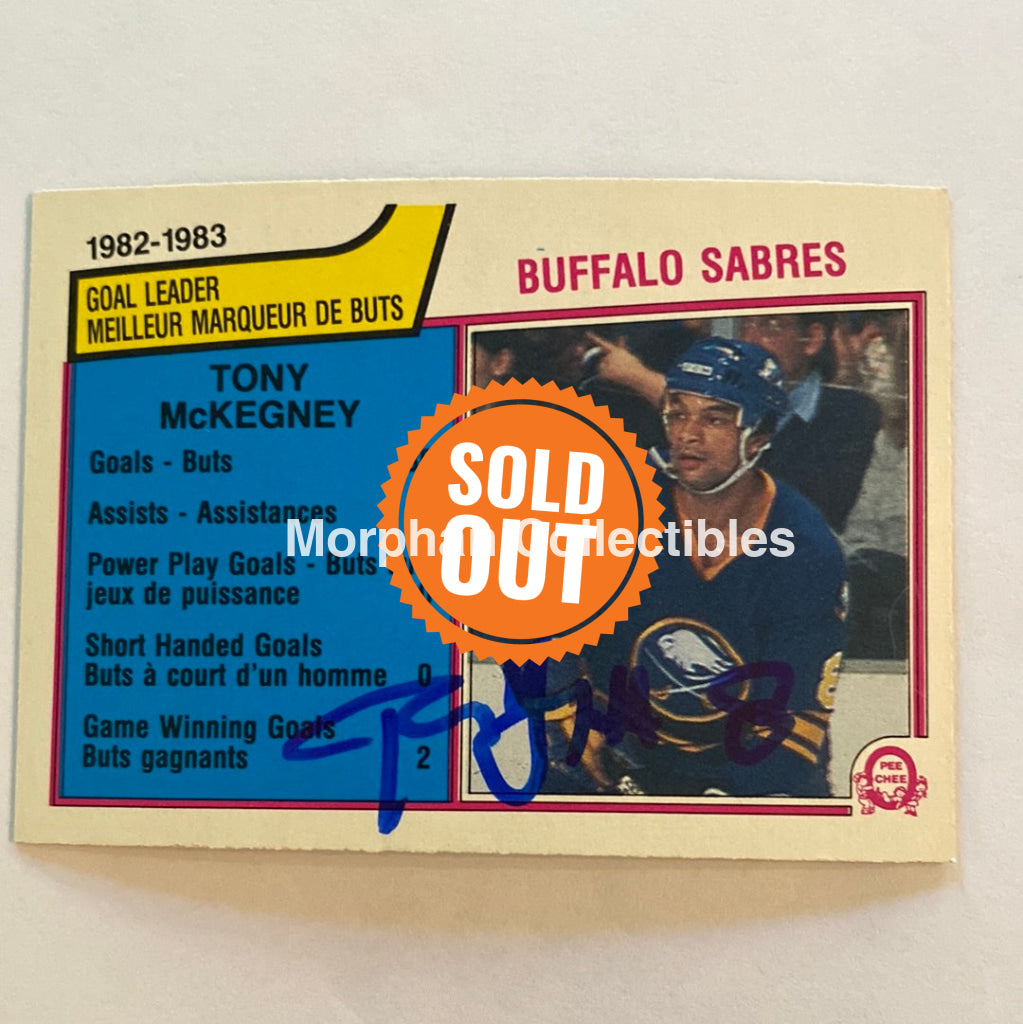 1982-1983
GOAL LEADER
MEILLEUR MARQUEUR DE BUTS
BUFFALO SABRES
TONY
McKEGNEY
Goals - Buts
Assists - Assistances
Power Play Goals - Buts
jeux de puissance
Short Handed Goals
Buts à court d'un homme 0
Game Winning Goals
Buts gagnants 2
SOLD
OUT
Morphan Collectibles
8
PEE
CHEE